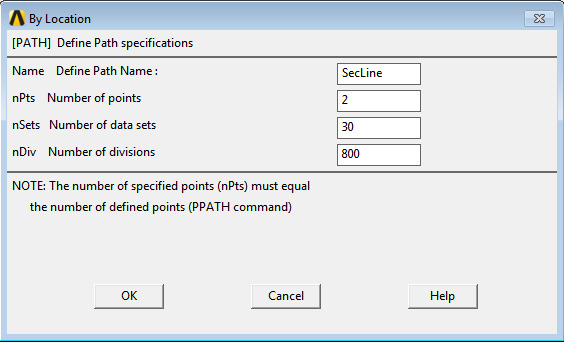 By Location
[PATH] Define Path specifications
Name Define Path Name : SecLine
nPts Number of points 2
nSets Number of data sets 30
nDiv Number of divisions 800
NOTE: The number of specified points (nPts) must equal
the number of defined points (PPATH command)
OK Cancel Help